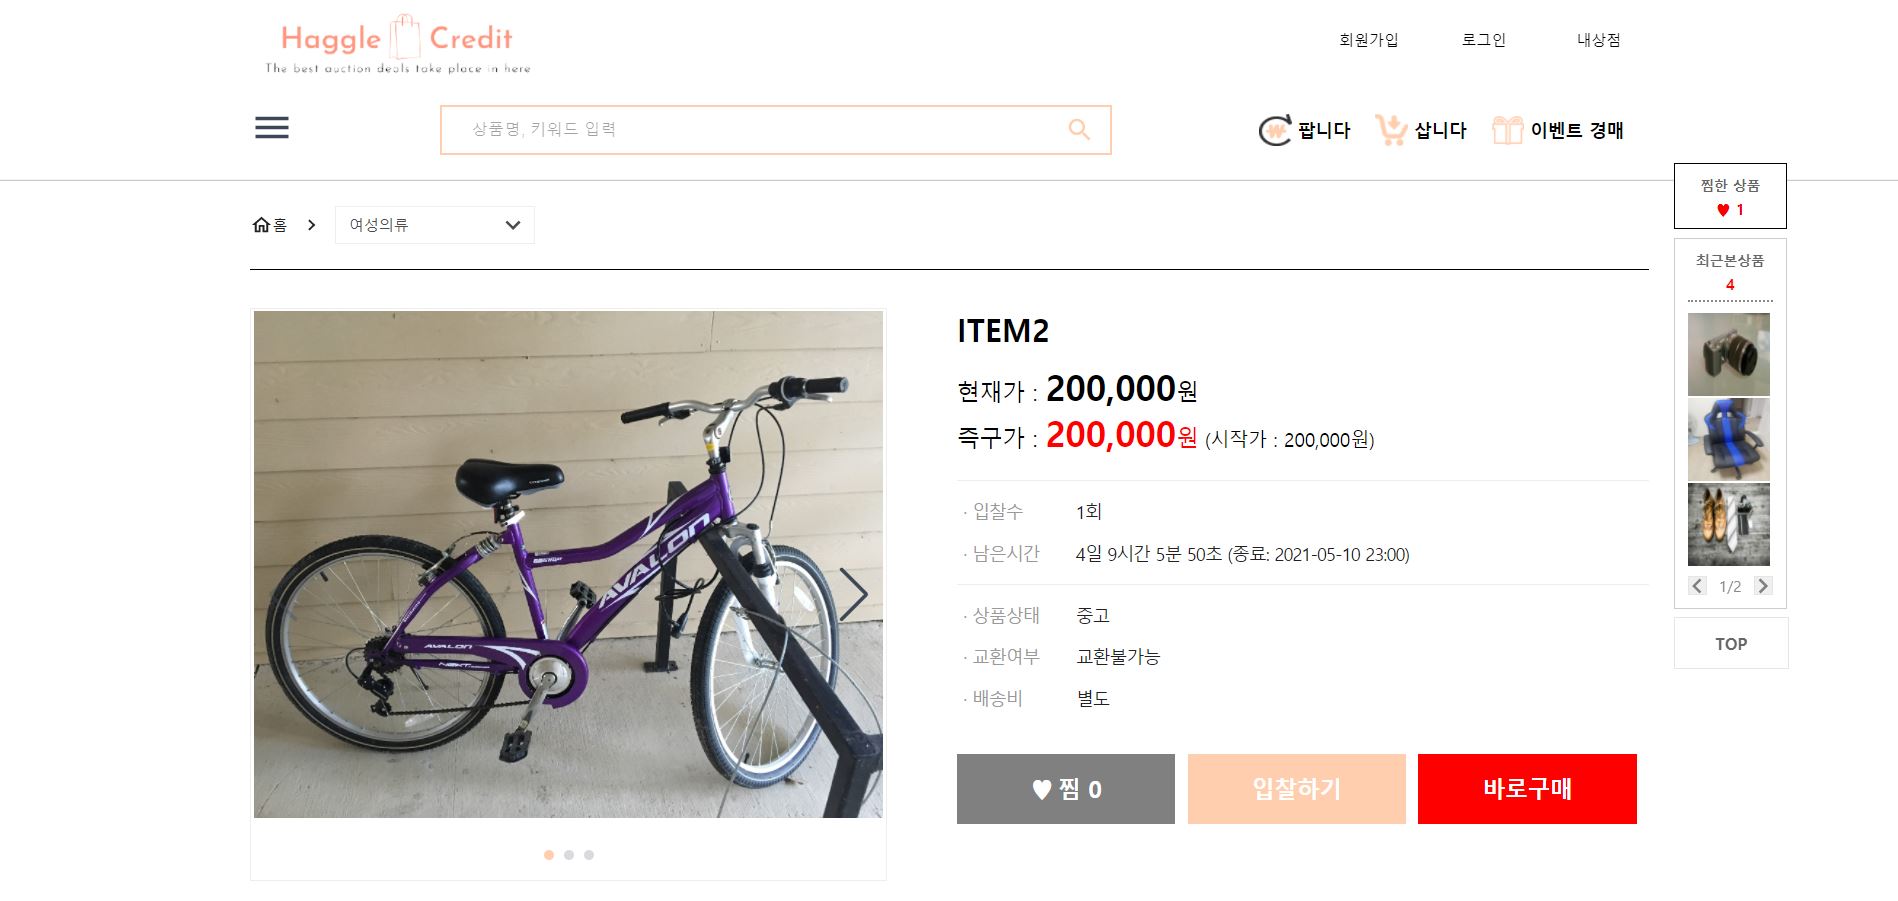 Haggle Credit
The best auction deals take place in here
회원가입
로그인
내상점
상품명, 키워드 입력
팝니다
삽니다
이벤트 경매
찜한 상품
♥ 1
홈
여성의류
최근본상품
4
1/2
TOP
AVALON
AVALON
NEXT
ITEM2
현재가 : 200,000원
즉구가 : 200,000원 (시작가 : 200,000원)
· 입찰수 1회
· 남은시간 4일 9시간 5분 50초 (종료: 2021-05-10 23:00)
· 상품상태 중고
· 교환여부 교환불가능
· 배송비 별도
♥ 찜 0
입찰하기
바로구매